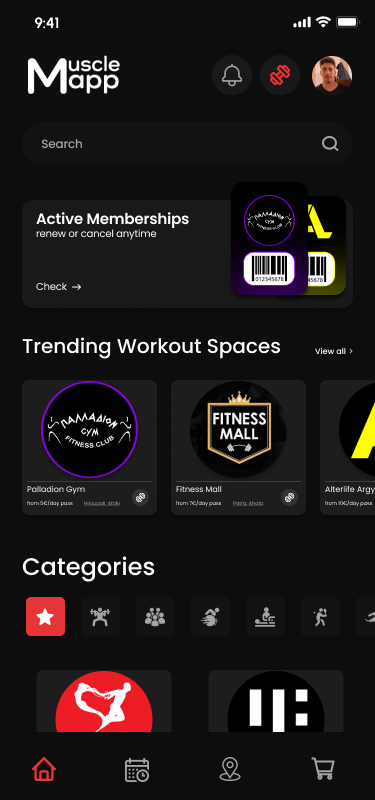 9:41
Muscle
Mapp
Search
Active Memberships
renew or cancel anytime
Check →
ΠΑΛΛΑΔΙΟΝ
GYM
FITNESS CLUB
012345678
A
Trending Workout Spaces
View all >
ΠΑΛΛΑΔΙΟΝ
GYM
FITNESS CLUB
FITNESS
MALL
Palladion Gym
from 5€/day pass
Ilisoupoli, Attiki
Fitness Mall
from 7€/day pass
Patra, Ahaia
Alterlife Argy
from 10€/day pass
Categories